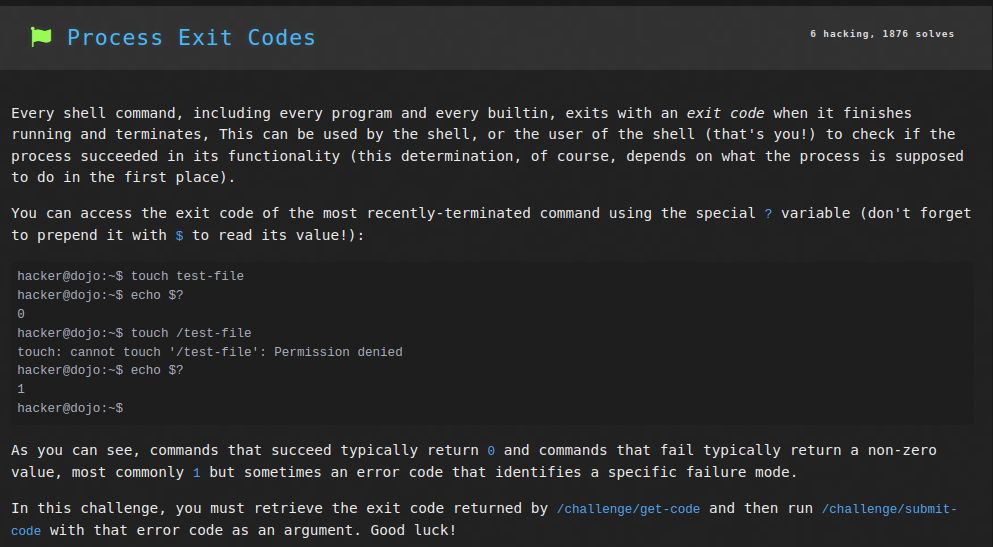 Process Exit Codes
6 hacking, 1876 solves
Every shell command, including every program and every builtin, exits with an exit code when it finishes
running and terminates, This can be used by the shell, or the user of the shell (that's you!) to check if the
process succeeded in its functionality (this determination, of course, depends on what the process is supposed
to do in the first place).
You can access the exit code of the most recently-terminated command using the special ? variable (don't forget
to prepend it with $ to read its value!):
hacker@dojo:~$ touch test-file
hacker@dojo:~$ echo $?
0
hacker@dojo:~$ touch /test-file
touch: cannot touch '/test-file': Permission denied
hacker@dojo:~$ echo $?
1
hacker@dojo:~$
As you can see, commands that succeed typically return 0 and commands that fail typically return a non-zero
value, most commonly 1 but sometimes an error code that identifies a specific failure mode.
In this challenge, you must retrieve the exit code returned by /challenge/get-code and then run /challenge/submit-
code with that error code as an argument. Good luck!